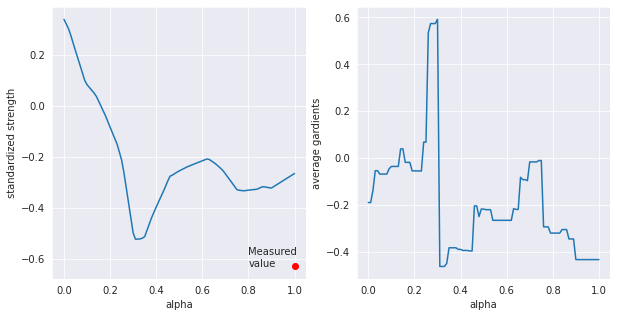 0.2
0.0
−0.2
−0.4
−0.6
standardized strength
Measured
value
0.0 0.2 0.4 0.6 0.8 1.0
alpha
0.6
0.4
0.2
0.0
−0.2
−0.4
average gardients
0.0 0.2 0.4 0.6 0.8 1.0
alpha